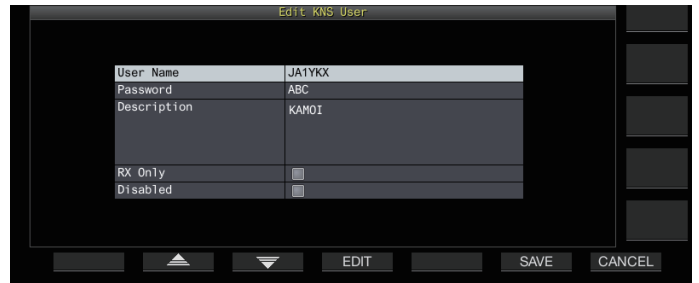 Edit KNS User
User Name JA1YKX
Password ABC
Description KAMOI
RX Only
Disabled
EDIT SAVE CANCEL